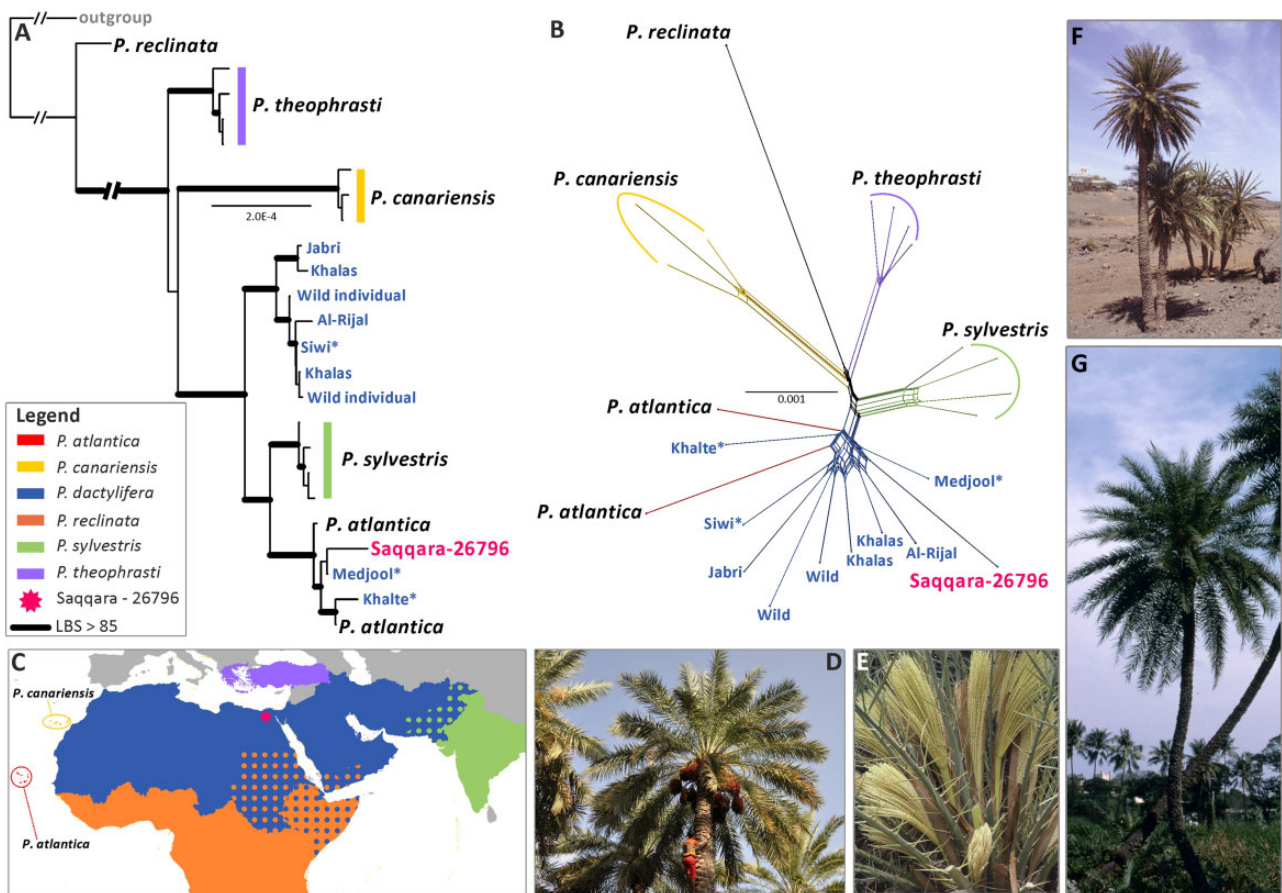 A
outgroup
P. reclinata
P. theophrasti
P. canariensis
2.0E-4
Jabri
Khalas
Wild individual
Al-Rijal
Siwi*
Khalas
Wild individual
P. sylvestris
P. atlantica
Saqqara-26796
Medjool*
Khalte*
P. atlantica
Legend
P. atlantica
P. canariensis
P. dactylifera
P. reclinata
P. sylvestris
P. theophrasti
Saqqara - 26796
LBS > 85
B
P. reclinata
P. canariensis
P. theophrasti
P. sylvestris
0.001
P. atlantica
Khalte*
Medjool*
P. atlantica
Siwi*
Khalas
Khalas
Al-Rijal
Jabri
Wild
Saqqara-26796
Wild
C
P. canariensis
P. atlantica
D
E
F
G